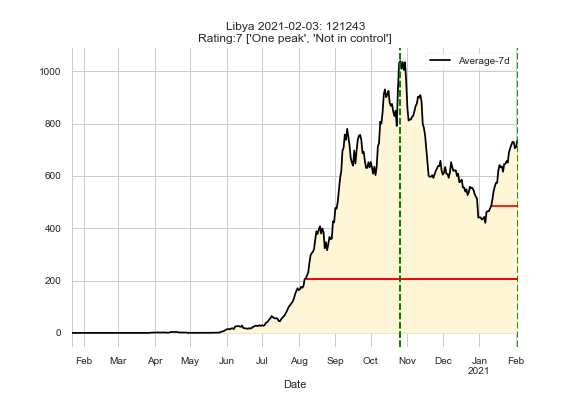 Libya 2021-02-03: 121243
Rating:7 ['One peak', 'Not in control']
Average-7d
1000
800
600
400
200
0
Feb Mar Apr May Jun Jul Aug Sep Oct Nov Dec Jan Feb
2021
Date